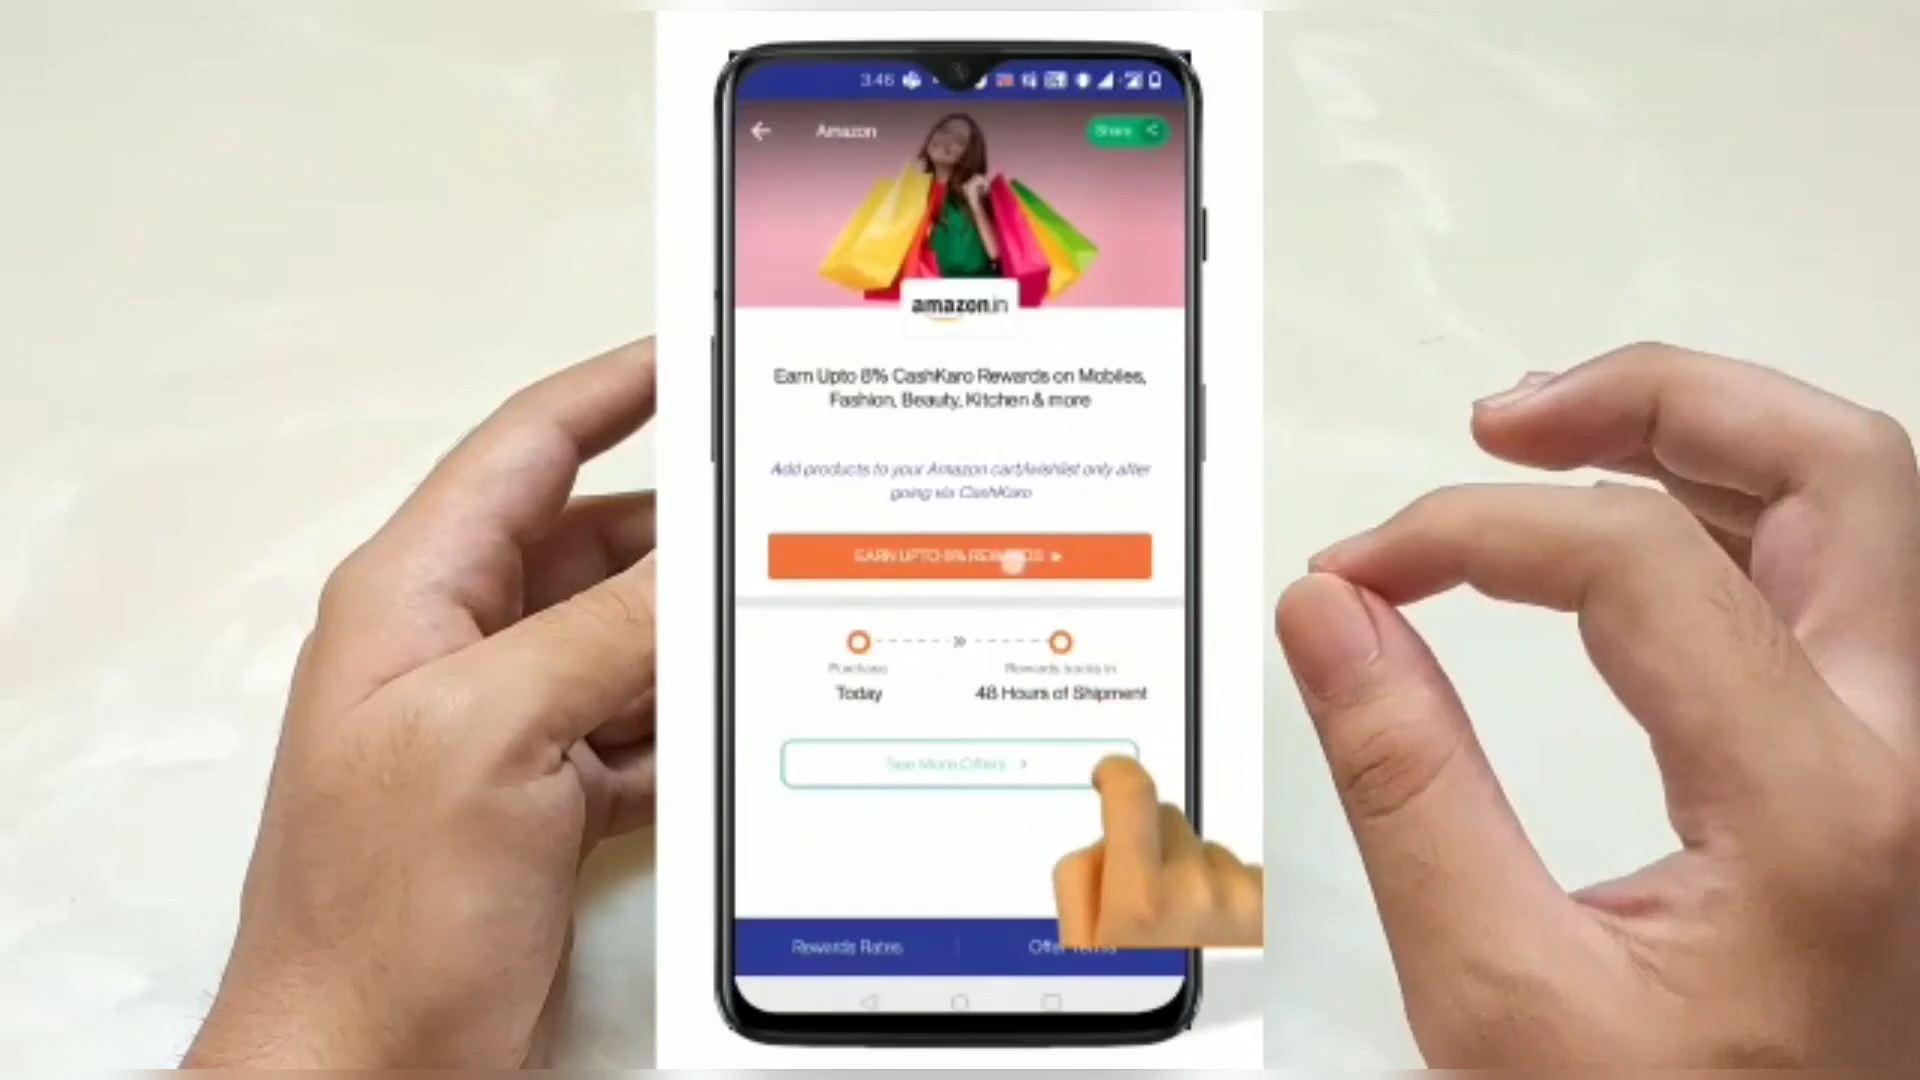 3:46
Amazon
Share
amazon.in
Earn Upto 8% CashKaro Rewards on Mobiles,
Fashion, Beauty, Kitchen & more
Add products to your Amazon cart/wishlist only after
going via CashKaro
EARN UPTO 8% REWARDS
Purchase
Today
Rewards tracks in
48 Hours of Shipment
See More Offers
Rewards Rates
Offer Terms